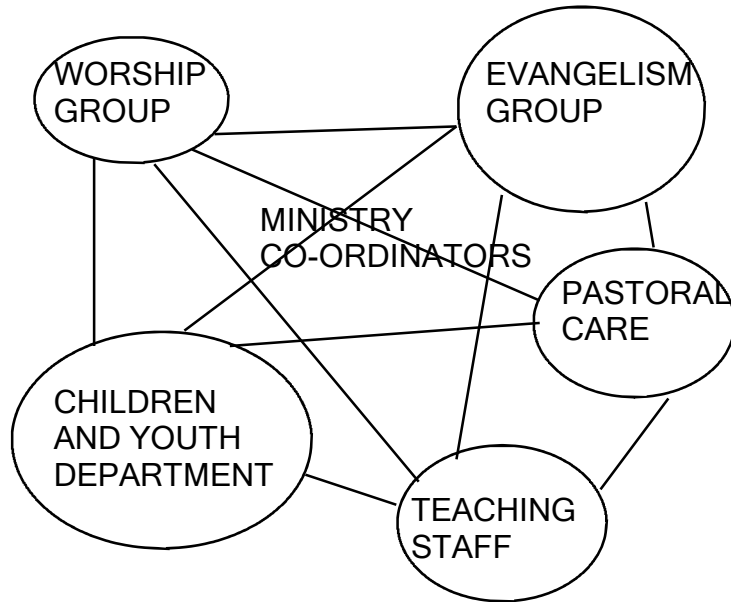 WORSHIP
GROUP
EVANGELISM
GROUP
MINISTRY
CO-ORDINATORS
PASTORAL
CARE
CHILDREN
AND YOUTH
DEPARTMENT
TEACHING
STAFF